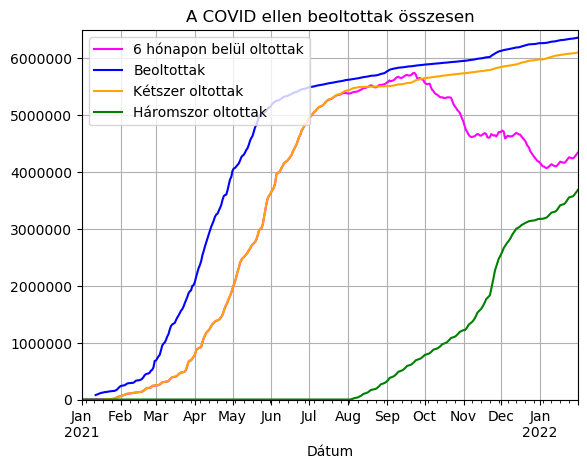 A COVID ellen beoltottak összesen
6 hónapon belül oltottak
Beoltottak
Kétszer oltottak
Háromszor oltottak
6000000
5000000
4000000
3000000
2000000
1000000
0
Jan Feb Mar Apr May Jun Jul Aug Sep Oct Nov Dec Jan
2021 2022
Dátum